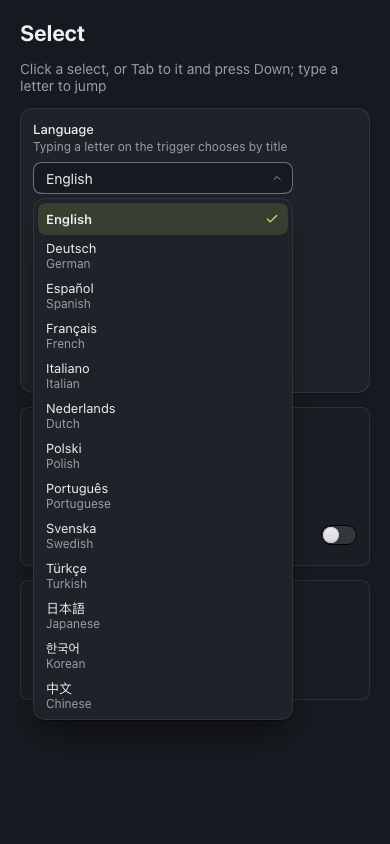 Select
Click a select, or Tab to it and press Down; type a
letter to jump
Language
Typing a letter on the trigger chooses by title
English
English
Deutsch
German
Español
Spanish
Français
French
Italiano
Italian
Nederlands
Dutch
Polski
Polish
Português
Portuguese
Svenska
Swedish
Türkçe
Turkish
日本語
Japanese
한국어
Korean
中文
Chinese